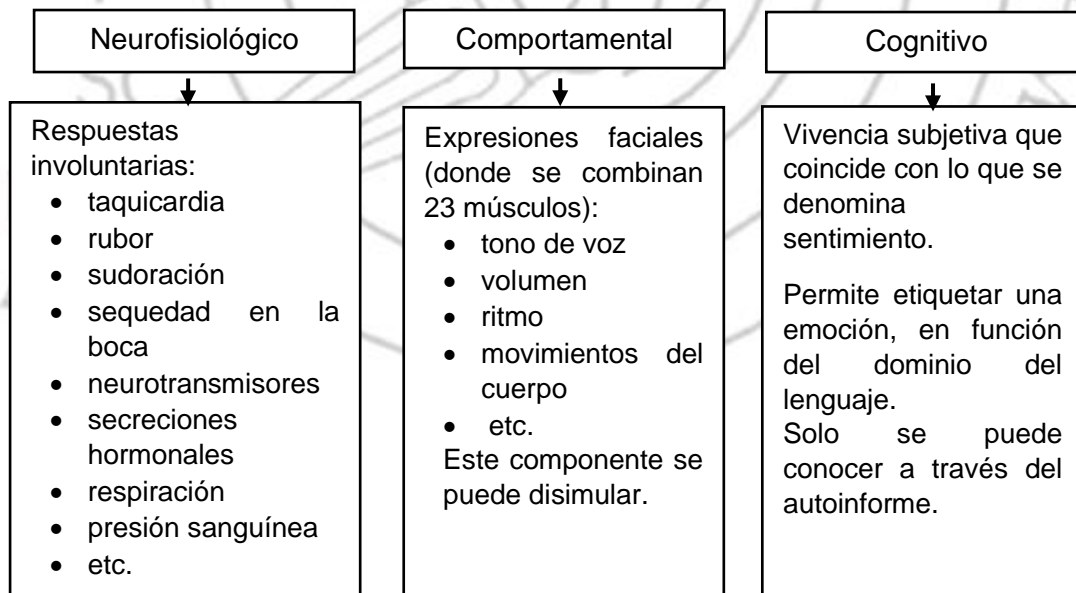 Neurofisiológico
Respuestas
involuntarias:
• taquicardia
• rubor
• sudoración
• sequedad en la
boca
• neurotransmisores
• secreciones
hormonales
• respiración
• presión sanguínea
• etc.
Comportamental
Expresiones faciales
(donde se combinan
23 músculos):
• tono de voz
• volumen
• ritmo
• movimientos del
cuerpo
• etc.
Este componente se
puede disimular.
Cognitivo
Vivencia subjetiva que
coincide con lo que se
denomina
sentimiento.
Permite etiquetar una
emoción, en función
del dominio del
lenguaje.
Solo se puede
conocer a través del
autoinforme.